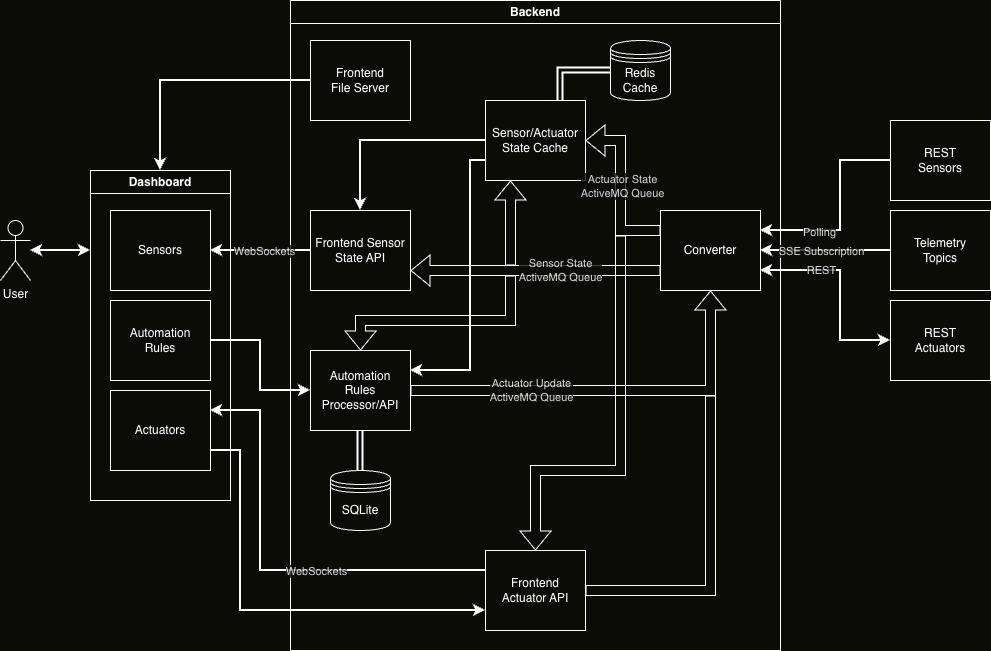 Backend
Frontend
File Server
Redis
Cache
Sensor/Actuator
State Cache
REST
Sensors
Dashboard
Actuator State
ActiveMQ Queue
Sensors
WebSockets
Frontend Sensor
State API
Sensor State
ActiveMQ Queue
Converter
Polling
SSE Subscription
REST
Telemetry
Topics
User
Automation
Rules
REST
Actuators
Automation
Rules
Processor/API
Actuator Update
ActiveMQ Queue
Actuators
SQLite
WebSockets
Frontend
Actuator API